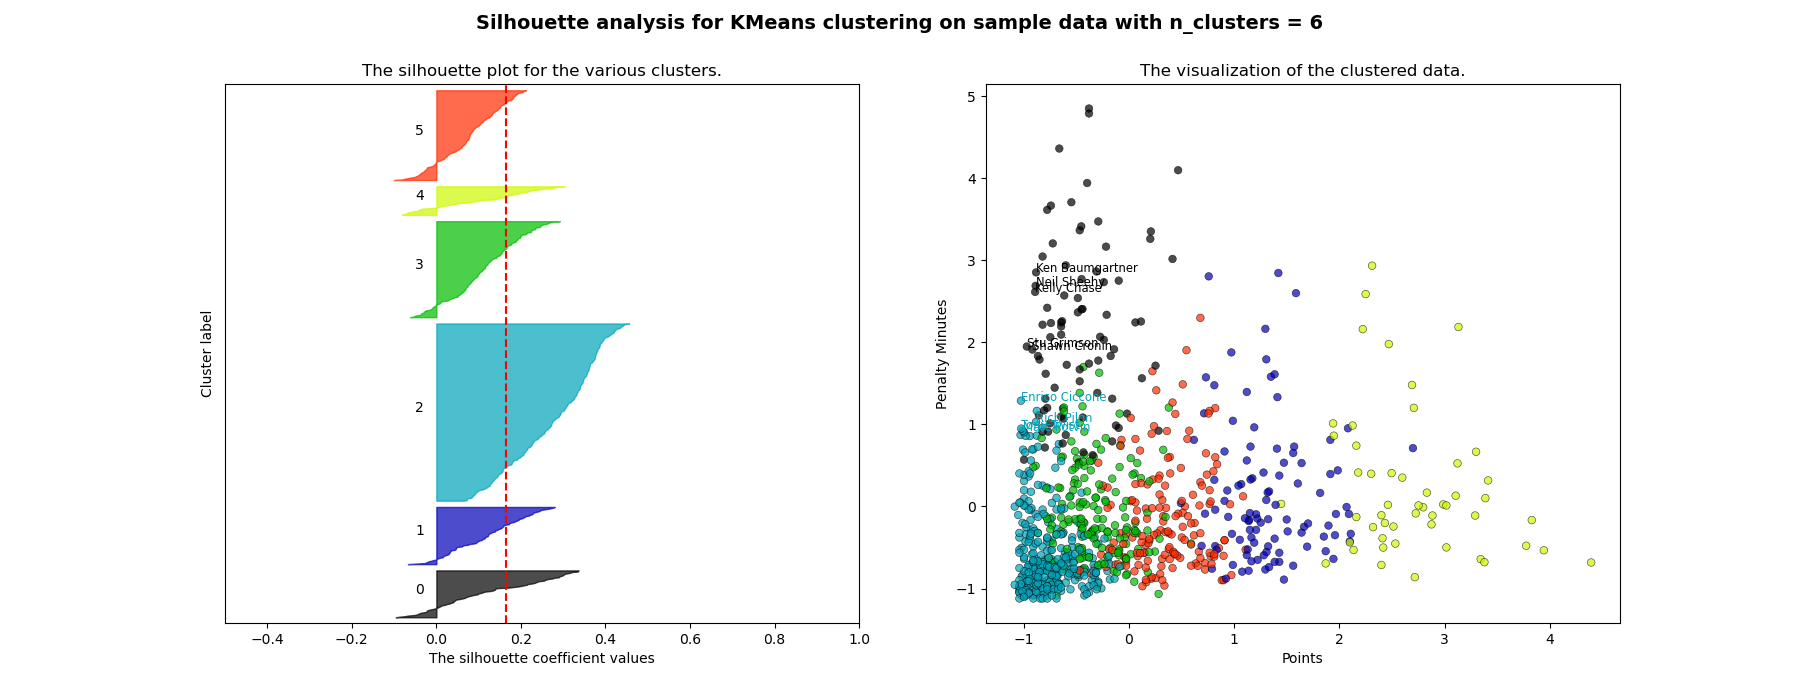 Silhouette analysis for KMeans clustering on sample data with n_clusters = 6
The silhouette plot for the various clusters.
5
4
3
2
1
0
Cluster label
−0.4 −0.2 0.0 0.2 0.4 0.6 0.8 1.0
The silhouette coefficient values
The visualization of the clustered data.
5
4
3
2
1
0
−1
Penalty Minutes
Ken Baumgartner
Neil Sheehy
Kelly Chase
Stu Grimson
Shawn Cronin
Enrico Ciccone
Rich Pilon
−1 0 1 2 3 4
Points